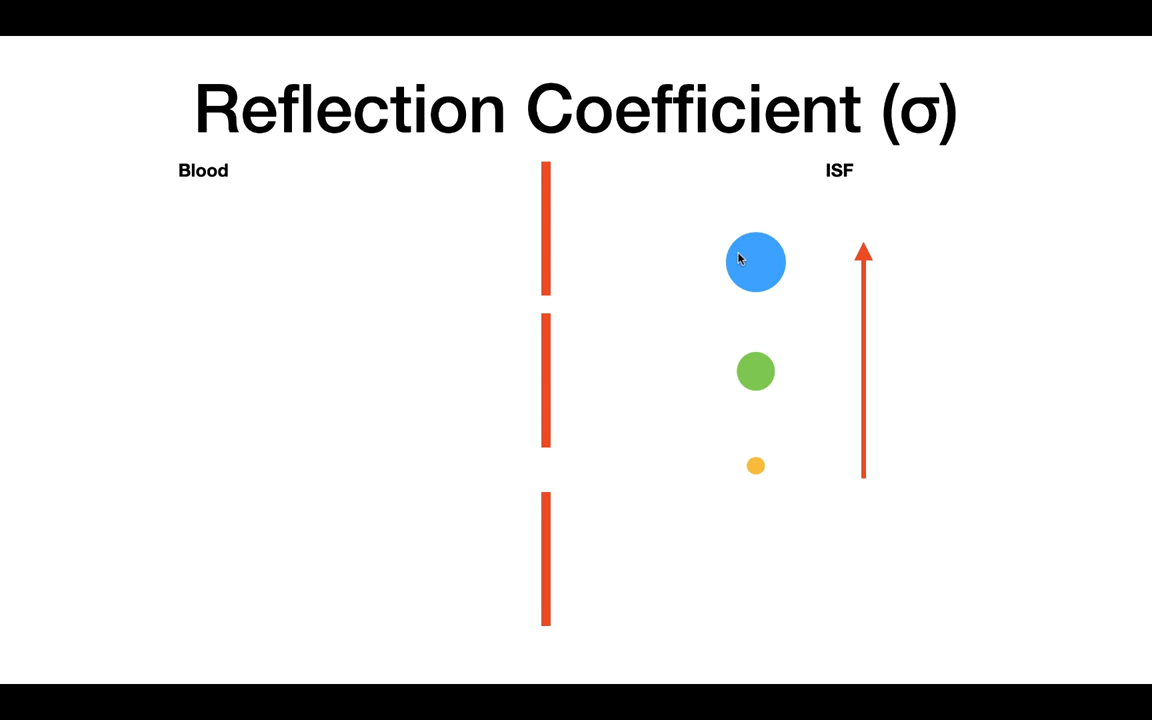 Reflection Coefficient (σ)
Blood
ISF